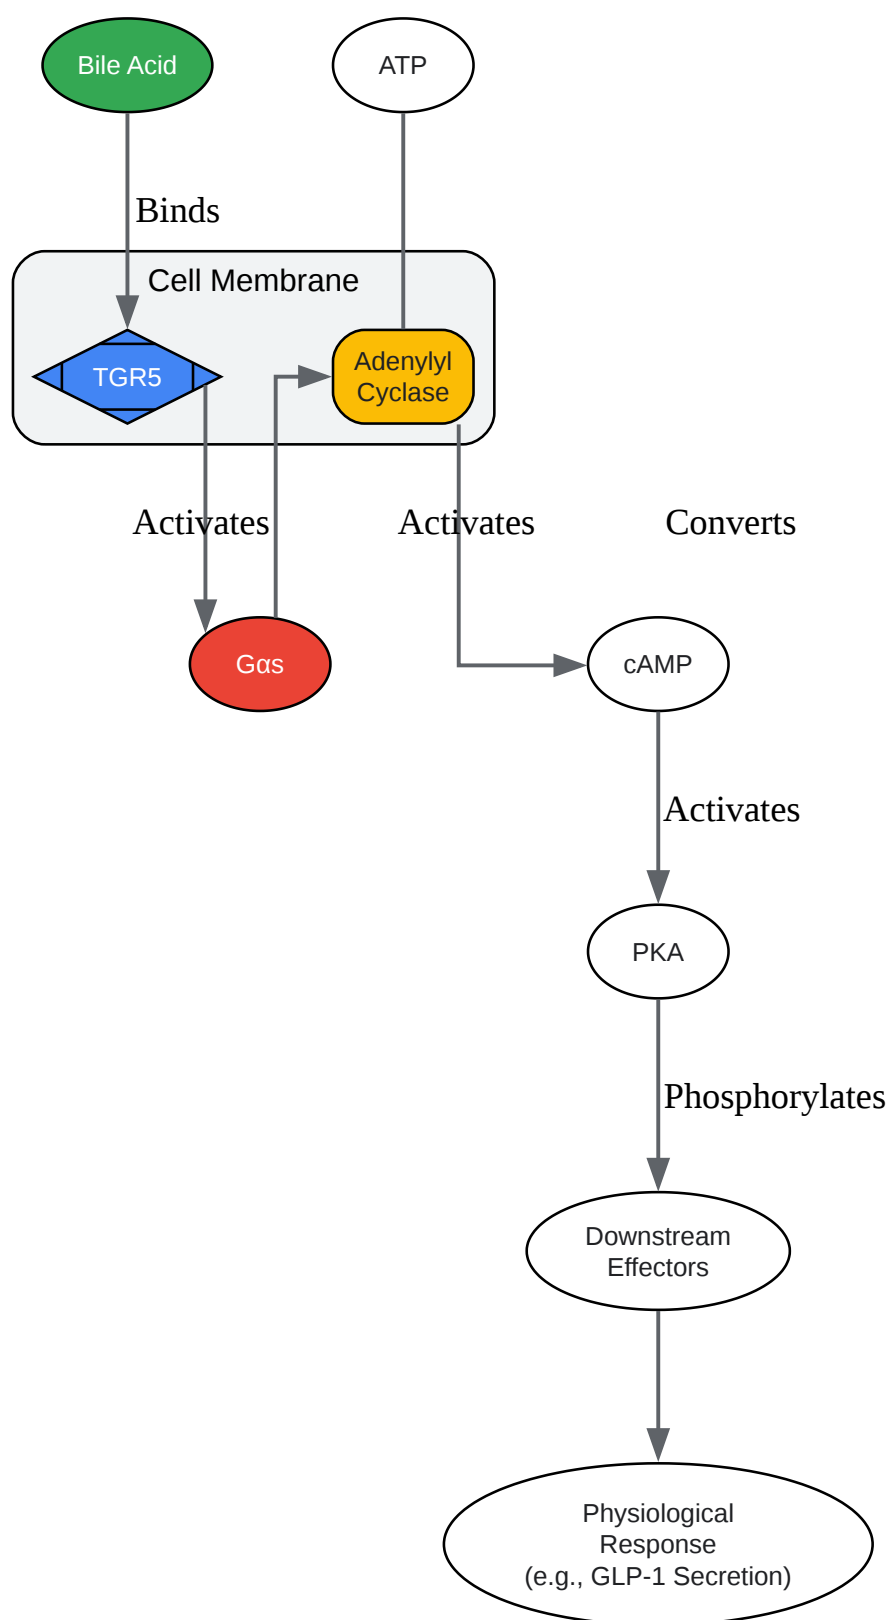 Bile Acid
ATP
Binds
Cell Membrane
TGR5
Adenylyl
Cyclase
Activates
Activates
Converts
Gαs
cAMP
Activates
PKA
Phosphorylates
Downstream
Effectors
Physiological
Response
(e.g., GLP-1 Secretion)